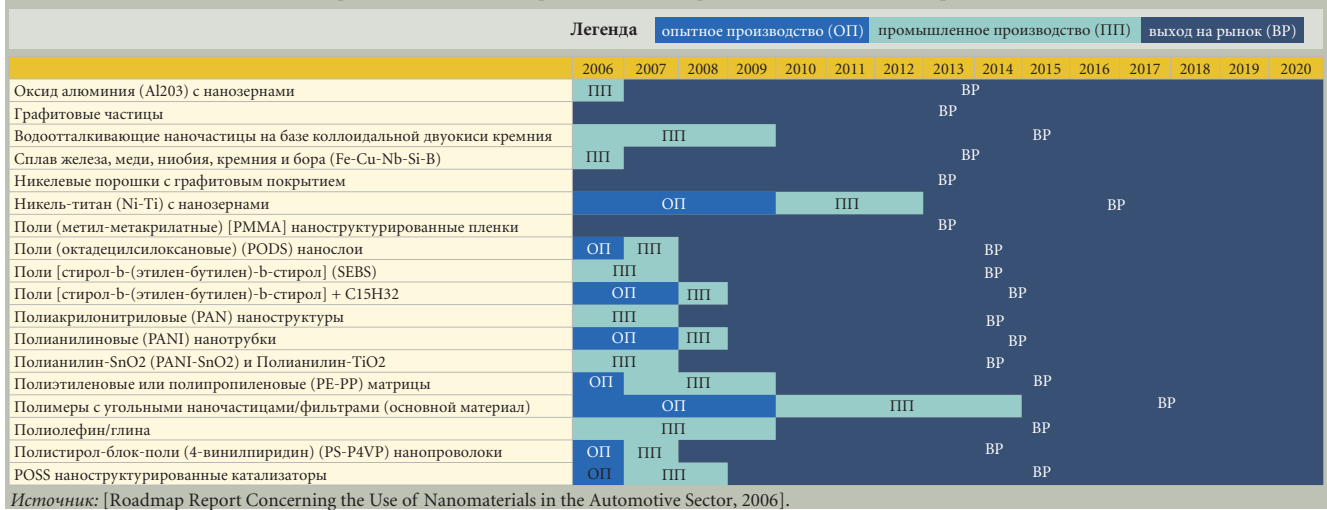 Легенда опытное производство (ОП) промышленное производство (ПП) выход на рынок (ВР)
2006 2007 2008 2009 2010 2011 2012 2013 2014 2015 2016 2017 2018 2019 2020
Оксид алюминия (Al203) с нанозернами ПП ВР
Графитовые частицы ВР
Водоотталкивающие наночастицы на базе коллоидальной двуокиси кремния ПП ВР
Сплав железа, меди, ниобия, кремния и бора (Fe-Cu-Nb-Si-B) ПП ВР
Никелевые порошки с графитовым покрытием ВР
Никель-титан (Ni-Ti) с нанозернами ОП ПП ВР
Поли (метил-метакрилатные) [PMMA] наноструктурированные пленки ВР
Поли (октадецилсилоксановые) (PODS) нанослои ОП ПП ВР
Поли [стирол-b-(этилен-бутилен)-b-стирол] (SEBS) ПП ВР
Поли [стирол-b-(этилен-бутилен)-b-стирол] + C15H32 ОП ПП ВР
Полиакрилонитриловые (PAN) наноструктуры ПП ВР
Полианилиновые (PANI) нанотрубки ОП ПП ВР
Полианилин-SnO2 (PANI-SnO2) и Полианилин-TiO2 ПП ВР
Полиэтиленовые или полипропиленовые (PE-PP) матрицы ОП ПП ВР
Полимеры с угольными наночастицами/фильтрами (основной материал) ОП ПП ВР
Полиолефин/глина ПП ВР
Полистирол-блок-поли (4-винилпиридин) (PS-P4VP) нанопроволоки ОП ПП ВР
POSS наноструктурированные катализаторы ОП ПП ВР
Источник: [Roadmap Report Concerning the Use of Nanomaterials in the Automotive Sector, 2006].